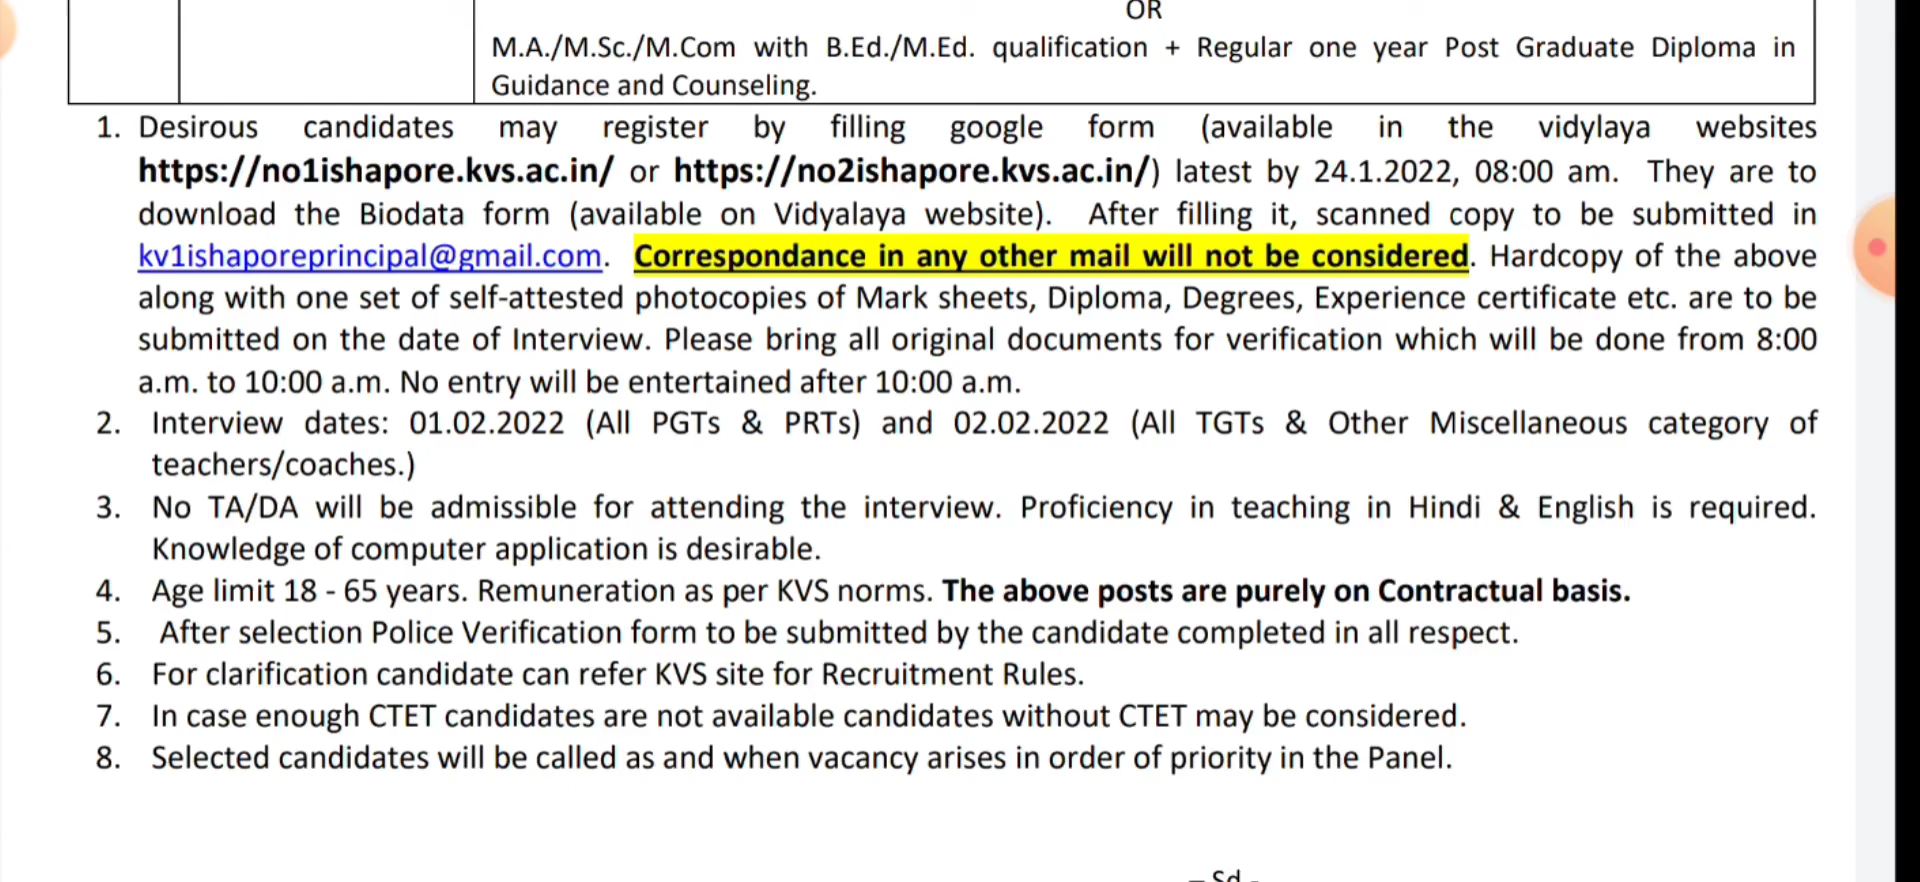 OR
M.A./M.Sc./M.Com with B.Ed./M.Ed. qualification + Regular one year Post Graduate Diploma in
Guidance and Counseling.
1. Desirous candidates may register by filling google form (available in the vidylaya websites
https://no1ishapore.kvs.ac.in/ or https://no2ishapore.kvs.ac.in/) latest by 24.1.2022, 08:00 am. They are to
download the Biodata form (available on Vidyalaya website). After filling it, scanned copy to be submitted in
kv1ishaporeprincipal@gmail.com. Correspondance in any other mail will not be considered. Hardcopy of the above
along with one set of self-attested photocopies of Mark sheets, Diploma, Degrees, Experience certificate etc. are to be
submitted on the date of Interview. Please bring all original documents for verification which will be done from 8:00
a.m. to 10:00 a.m. No entry will be entertained after 10:00 a.m.
2. Interview dates: 01.02.2022 (All PGTs & PRTs) and 02.02.2022 (All TGTs & Other Miscellaneous category of
teachers/coaches.)
3. No TA/DA will be admissible for attending the interview. Proficiency in teaching in Hindi & English is required.
Knowledge of computer application is desirable.
4. Age limit 18 - 65 years. Remuneration as per KVS norms. The above posts are purely on Contractual basis.
5. After selection Police Verification form to be submitted by the candidate completed in all respect.
6. For clarification candidate can refer KVS site for Recruitment Rules.
7. In case enough CTET candidates are not available candidates without CTET may be considered.
8. Selected candidates will be called as and when vacancy arises in order of priority in the Panel.
– Sd -